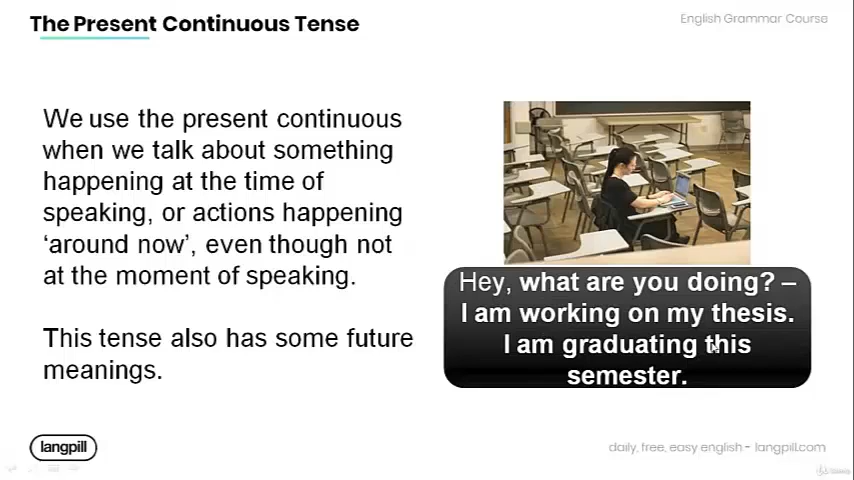 The Present Continuous Tense
English Grammar Course
We use the present continuous
when we talk about something
happening at the time of
speaking, or actions happening
‘around now’, even though not
at the moment of speaking.
This tense also has some future
meanings.
Hey, what are you doing? –
I am working on my thesis.
I am graduating this
semester.
langpill
daily, free, easy english - langpill.com